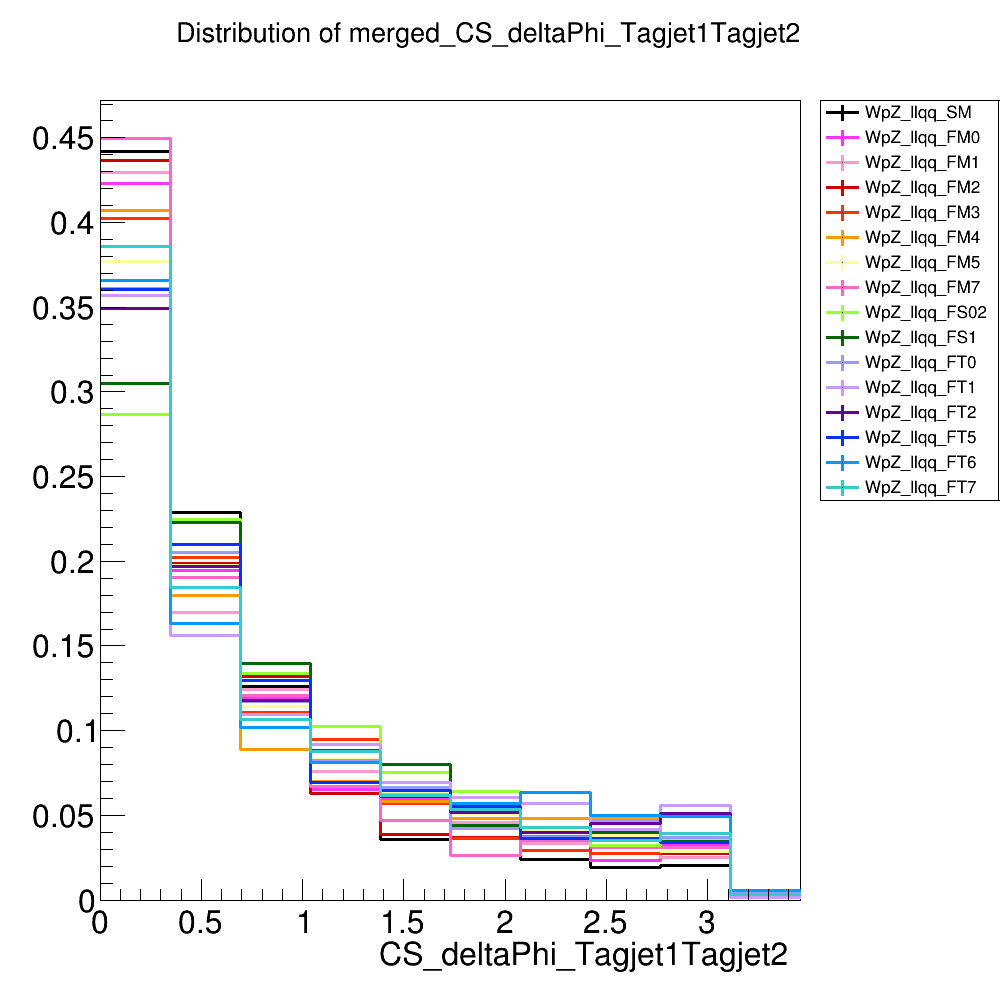 Distribution of merged_CS_deltaPhi_Tagjet1Tagjet2
WpZ_llqq_SM
WpZ_llqq_FM0
WpZ_llqq_FM1
WpZ_llqq_FM2
WpZ_llqq_FM3
WpZ_llqq_FM4
WpZ_llqq_FM5
WpZ_llqq_FM7
WpZ_llqq_FS02
WpZ_llqq_FS1
WpZ_llqq_FT0
WpZ_llqq_FT1
WpZ_llqq_FT2
WpZ_llqq_FT5
WpZ_llqq_FT6
WpZ_llqq_FT7
0.45
0.4
0.35
0.3
0.25
0.2
0.15
0.1
0.05
0
0 0.5 1 1.5 2 2.5 3
CS_deltaPhi_Tagjet1Tagjet2